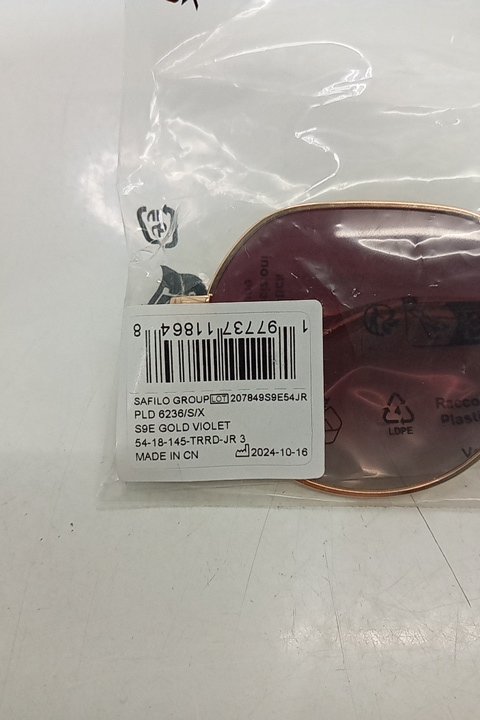 1 97737 11864 8
SAFILO GROUP LOT 207849S9E54JR
PLD 6236/S/X
S9E GOLD VIOLET
54-18-145-TRRD-JR 3
MADE IN CN 2024-10-16
LDPE